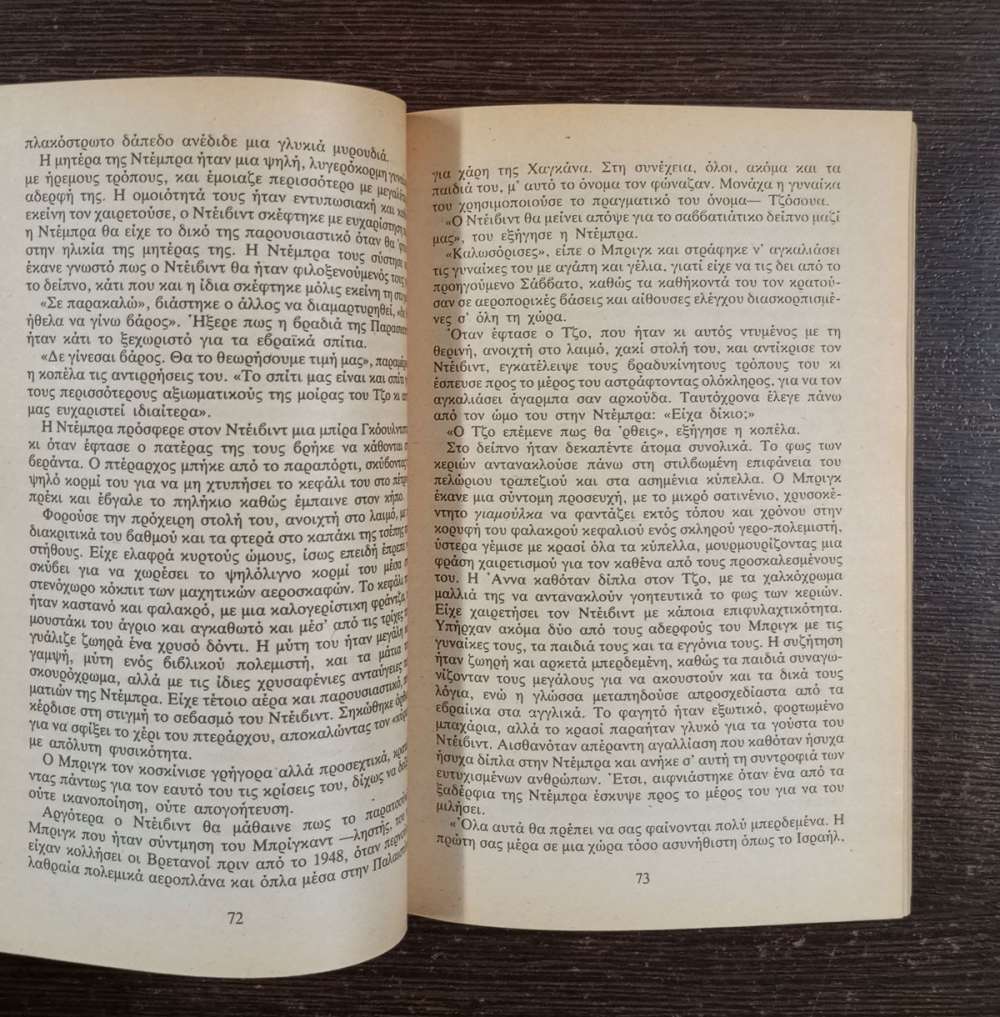 πλακόστρωτο δάπεδο ανέδιδε μια γλυκιά μυρουδιά.
Η μητέρα της Ντέμπρα ήταν μια ψηλή, λυγερόκορμη
με ήρεμους τρόπους, και έμοιαζε περισσότερο με
αδερφή της. Η ομοιότητά τους ήταν εντυπωσιακή και
εκείνη τον χαιρετούσε, ο Ντέιβιντ σκέφτηκε με ευχαρίστηση
η Ντέμπρα θα είχε το δικό της παρουσιαστικό όταν θα
στην ηλικία της μητέρας της. Η Ντέμπρα τους σύστησε
έκανε γνωστό πως ο Ντέιβιντ θα ήταν φιλοξενούμενός τους
το δείπνο, κάτι που και η ίδια σκέφτηκε μόλις εκείνη τη
«Σε παρακαλώ», βιάστηκε ο άλλος να διαμαρτυρηθεί,
ήθελα να γίνω βάρος». Ήξερε πως η βραδιά της
ήταν κάτι το ξεχωριστό για τα εβραϊκά σπίτια.
«Δε γίνεσαι βάρος. Θα το θεωρήσουμε τιμή μας»,
η κοπέλα τις αντιρρήσεις του. «Το σπίτι μας είναι και σπίτι
τους περισσότερους αξιωματικούς της μοίρας του Τζο κι
μας ευχαριστεί ιδιαίτερα».
Η Ντέμπρα πρόσφερε στον Ντέιβιντ μια μπίρα
κι όταν έφτασε ο πατέρας της τους βρήκε να κάθονται
βεράντα. Ο πτέραρχος μπήκε από το παραπόρτι, σκύβοντας
ψηλό κορμί του για να μη χτυπήσει το κεφάλι του στο
πρέκι και έβγαλε το πηλήκιο καθώς έμπαινε στον κήπο.
Φορούσε την πρόχειρη στολή του, ανοιχτή στο λαιμό,
διακριτικά του βαθμού και τα φτερά στο καπάκι της τσέπης
στήθους. Είχε ελαφρά κυρτούς ώμους, ίσως επειδή έπρεπε
σκύβει για να χωρέσει το ψηλόλιγνο κορμί του μέσα
στενόχωρο κόκπιτ των μαχητικών αεροσκαφών. Το κεφάλι
ήταν καστανό και φαλακρό, με μια καλογερίστικη φράντζα,
μουστάκι του άγριο και αγκαθωτό και μέσ' από τις τρίχες
γυάλιζε ζωηρά ένα χρυσό δόντι. Η μύτη του ήταν μεγάλη
γαμψή, μύτη ενός βιβλικού πολεμιστή, και τα μάτια
σκουρόχρωμα, αλλά με τις ίδιες χρυσαφένιες ανταύγειες
ματιών της Ντέμπρα. Είχε τέτοιο αέρα και παρουσιαστικό,
κέρδισε στη στιγμή το σεβασμό του Ντέιβιντ. Σηκώθηκε
για να σφίξει το χέρι του πτεράρχου, αποκαλώντας τον
με απόλυτη φυσικότητα.
Ο Μπριγκ τον κοσκίνισε γρήγορα αλλά προσεχτικά,
ντας πάντως για τον εαυτό του τις κρίσεις του, δίχως να
ούτε ικανοποίηση, ούτε απογοήτευση.
Αργότερα ο Ντέιβιντ θα μάθαινε πως το
Μπριγκ που ήταν σύντμηση του Μπρίγκαντ —ληστής,
είχαν κολλήσει οι Βρετανοί πριν από το 1948, όταν
λαθραία πολεμικά αεροπλάνα και όπλα μέσα στην
72
για χάρη της Χαγκάνα. Στη συνέχεια, όλοι, ακόμα και τα
παιδιά του, μ' αυτό το όνομα τον φώναζαν. Μονάχα η γυναίκα
του χρησιμοποιούσε το πραγματικό του όνομα— Τζόσουα.
«Ο Ντέιβιντ θα μείνει απόψε για το σαββατιάτικο δείπνο μαζί
μας», του εξήγησε η Ντέμπρα.
«Καλωσόρισες», είπε ο Μπριγκ και στράφηκε ν' αγκαλιάσει
τις γυναίκες του με αγάπη και γέλια, γιατί είχε να τις δει από το
προηγούμενο Σάββατο, καθώς τα καθήκοντά του τον κρατού-
σαν σε αεροπορικές βάσεις και αίθουσες ελέγχου διασκορπισμέ-
νες σ' όλη τη χώρα.
Όταν έφτασε ο Τζο, που ήταν κι αυτός ντυμένος με τη
θερινή, ανοιχτή στο λαιμό, χακί στολή του, και αντίκρισε τον
Ντέιβιντ, εγκατέλειψε τους βραδυκίνητους τρόπους του κι
έσπευσε προς το μέρος του αστράφτοντας ολόκληρος, για να τον
αγκαλιάσει άγαρμπα σαν αρκούδα. Ταυτόχρονα έλεγε πάνω
από τον ώμο του στην Ντέμπρα: «Είχα δίκιο;»
«Ο Τζο επέμενε πως θα 'ρθεις», εξήγησε η κοπέλα.
Στο δείπνο ήταν δεκαπέντε άτομα συνολικά. Το φως των
κεριών αντανακλούσε πάνω στη στιλβωμένη επιφάνεια του
πελώριου τραπεζιού και στα ασημένια κύπελλα. Ο Μπριγκ
έκανε μια σύντομη προσευχή, με το μικρό σατινένιο, χρυσοκέ-
ντητο γιαμούλκα να φαντάζει εκτός τόπου και χρόνου στην
κορυφή του φαλακρού κεφαλιού ενός σκληρού γερο-πολεμιστή,
ύστερα γέμισε με κρασί όλα τα κύπελλα, μουρμουρίζοντας μια
φράση χαιρετισμού για τον καθένα από τους προσκαλεσμένους
του. Η Άννα καθόταν δίπλα στον Τζο, με τα χαλκόχρωμα
μαλλιά της να αντανακλούν γοητευτικά το φως των κεριών.
Είχε χαιρετήσει τον Ντέιβιντ με κάποια επιφυλαχτικότητα.
Υπήρχαν ακόμα δύο από τους αδερφούς του Μπριγκ με τις
γυναίκες τους, τα παιδιά τους και τα εγγόνια τους. Η συζήτηση
ήταν ζωηρή και αρκετά μπερδεμένη, καθώς τα παιδιά συναγω-
νίζονταν τους μεγάλους για να ακουστούν και τα δικά τους
λόγια, ενώ η γλώσσα μεταπηδούσε απροσχεδίαστα από τα
εβραίικα στα αγγλικά. Το φαγητό ήταν εξωτικό, φορτωμένο
μπαχάρια, αλλά το κρασί παραήταν γλυκό για τα γούστα του
Ντέιβιντ. Αισθανόταν απέραντη αγαλλίαση που καθόταν ήσυχα
ήσυχα δίπλα στην Ντέμπρα και ανήκε σ' αυτή τη συντροφιά των
ευτυχισμένων ανθρώπων. Έτσι, αιφνιάστηκε όταν ένα από τα
ξαδέρφια της Ντέμπρα έσκυψε προς το μέρος του για να του
μιλήσει.
«Όλα αυτά θα πρέπει να σας φαίνονται πολύ μπερδεμένα. Η
πρώτη σας μέρα σε μια χώρα τόσο ασυνήθιστη όπως το Ισραήλ.
73